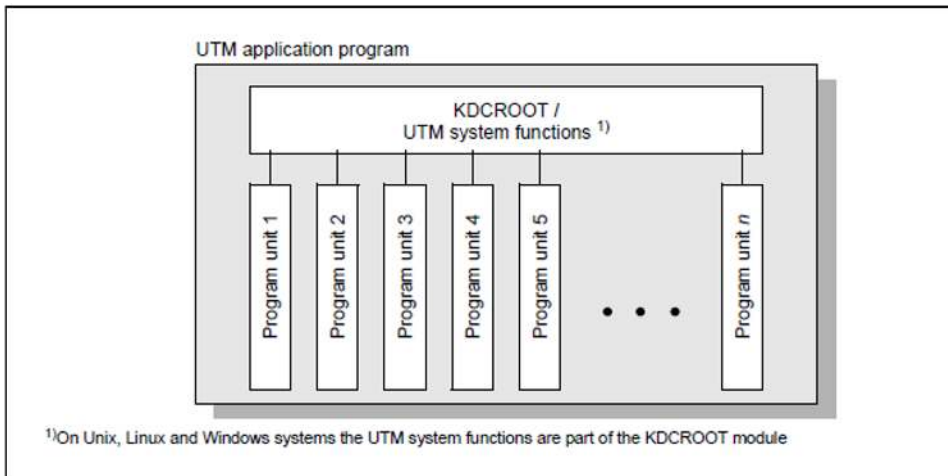 UTM application program
KDCROOT /
UTM system functions 1)
Program unit 1
Program unit 2
Program unit 3
Program unit 4
Program unit 5
Program unit n
1)On Unix, Linux and Windows systems the UTM system functions are part of the KDCROOT module